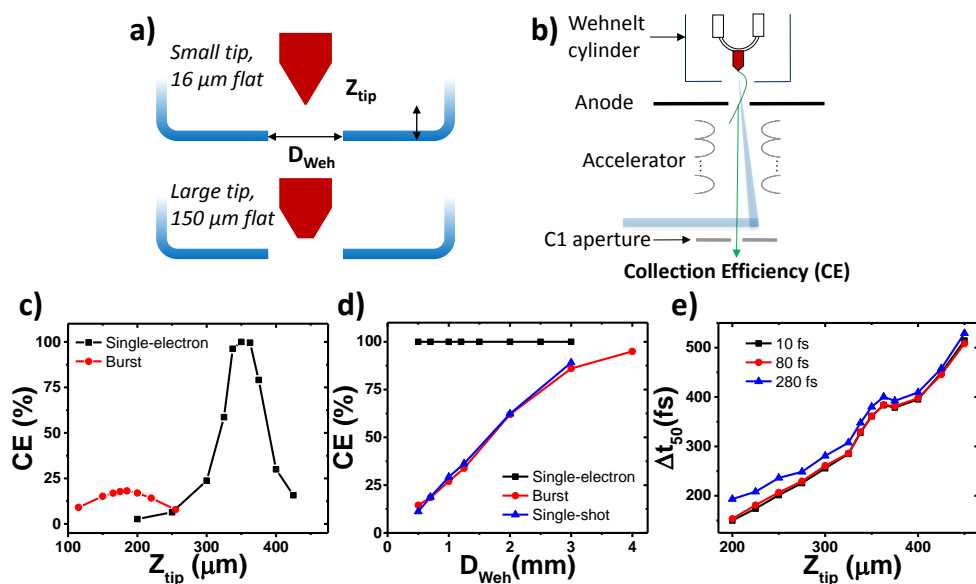 a)
Small tip,
16 µm flat
Z_tip
D_Weh
Large tip,
150 µm flat
b)
Wehnelt
cylinder
Anode
Accelerator
C1 aperture
Collection Efficiency (CE)
c)
Single-electron
Burst
CE (%)
100
75
50
25
0
100 200 300 400
Z_tip (µm)
d)
CE (%)
100
75
50
25
0
Single-electron
Burst
Single-shot
0 1 2 3 4
D_Weh(mm)
e)
10 fs
80 fs
280 fs
Δt_50(fs)
500
400
300
200
200 250 300 350 400 450
Z_tip (µm)